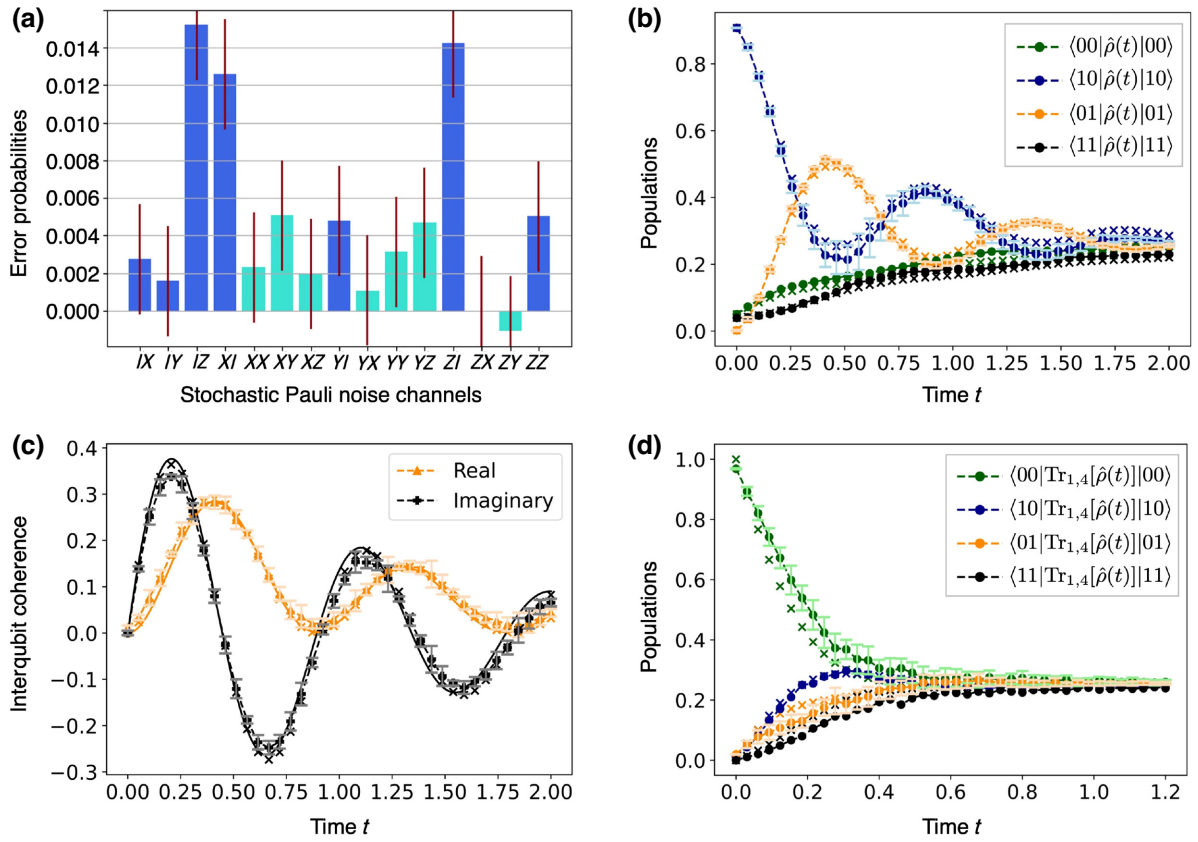 (a)
Error probabilities
0.014
0.012
0.010
0.008
0.006
0.004
0.002
0.000
IX IY IZ XI XX XY XZ YI YX YY YZ ZI ZX ZY ZZ
Stochastic Pauli noise channels
(b)
Populations
0.8
0.6
0.4
0.2
0.0
⟨00|ρ̂(t)|00⟩
⟨10|ρ̂(t)|10⟩
⟨01|ρ̂(t)|01⟩
⟨11|ρ̂(t)|11⟩
0.00 0.25 0.50 0.75 1.00 1.25 1.50 1.75 2.00
Time t
(c)
Interqubit coherence
0.4
0.3
0.2
0.1
0.0
−0.1
−0.2
−0.3
Real
Imaginary
0.00 0.25 0.50 0.75 1.00 1.25 1.50 1.75 2.00
Time t
(d)
Populations
1.0
0.8
0.6
0.4
0.2
0.0
⟨00|Tr1,4[ρ̂(t)]|00⟩
⟨10|Tr1,4[ρ̂(t)]|10⟩
⟨01|Tr1,4[ρ̂(t)]|01⟩
⟨11|Tr1,4[ρ̂(t)]|11⟩
0.0 0.2 0.4 0.6 0.8 1.0 1.2
Time t